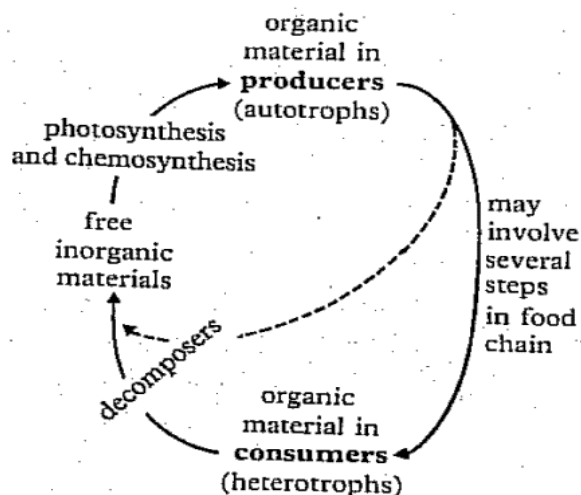 organic
material in
producers
(autotrophs)
photosynthesis
and chemosynthesis
free
inorganic
materials
may
involve
several
steps
in food
chain
decomposers
organic
material in
consumers
(heterotrophs)